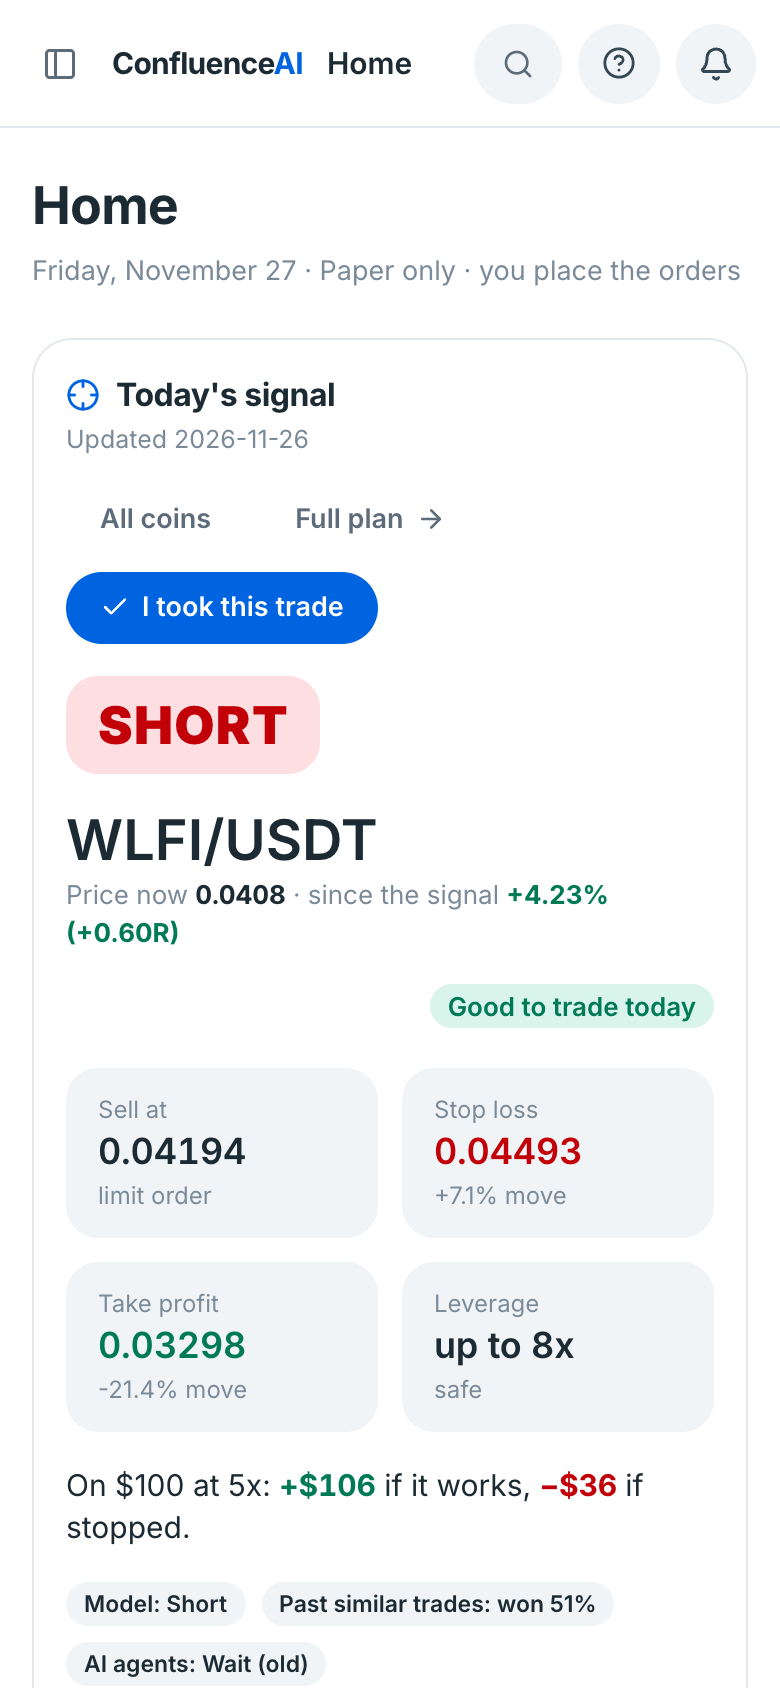 ConfluenceAI Home
Home
Friday, November 27 · Paper only · you place the orders
Today's signal
Updated 2026-11-26
All coins Full plan →
✓ I took this trade
SHORT
WLFI/USDT
Price now 0.0408 · since the signal +4.23%
(+0.60R)
Good to trade today
Sell at
0.04194
limit order
Stop loss
0.04493
+7.1% move
Take profit
0.03298
-21.4% move
Leverage
up to 8x
safe
On $100 at 5x: +$106 if it works, −$36 if
stopped.
Model: Short Past similar trades: won 51%
AI agents: Wait (old)